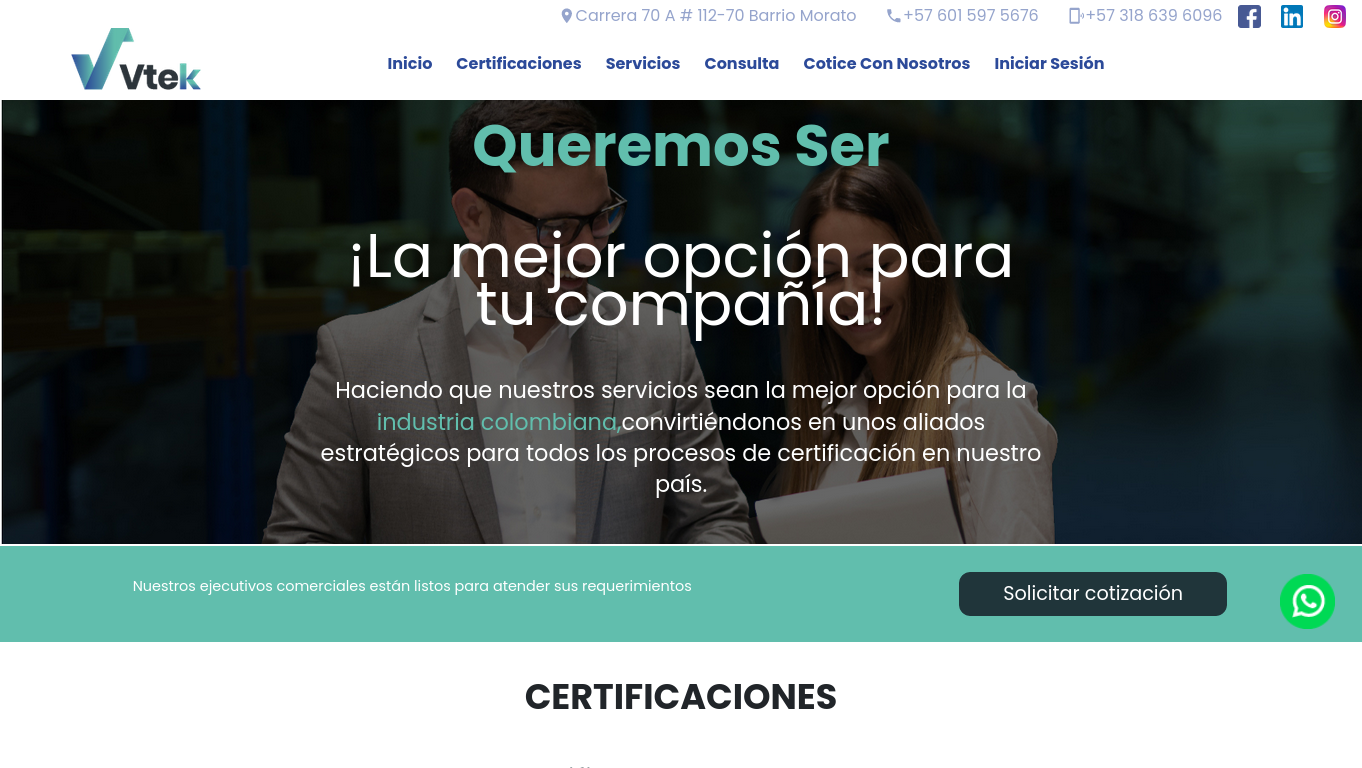 Carrera 70 A # 112-70 Barrio Morato +57 601 597 5676 +57 318 639 6096
Vtek
Inicio Certificaciones Servicios Consulta Cotice Con Nosotros Iniciar Sesión
Queremos Ser
¡La mejor opción para
tu compañía!
Haciendo que nuestros servicios sean la mejor opción para la
industria colombiana,convirtiéndonos en unos aliados
estratégicos para todos los procesos de certificación en nuestro
país.
Nuestros ejecutivos comerciales están listos para atender sus requerimientos
Solicitar cotización
CERTIFICACIONES